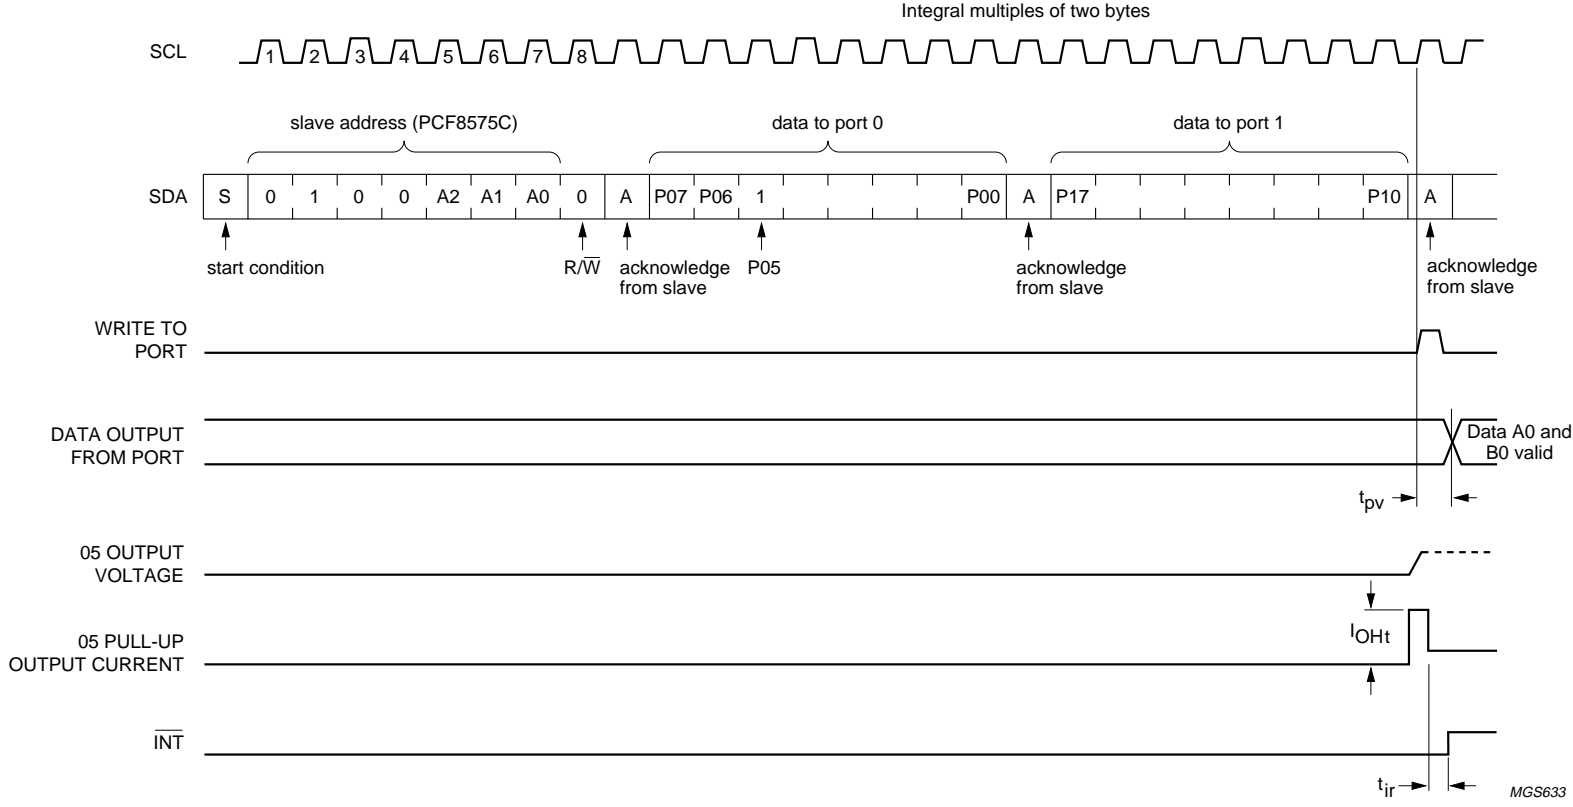 Integral multiples of two bytes
SCL
1 2 3 4 5 6 7 8
slave address (PCF8575C)
data to port 0
data to port 1
SDA
S 0 1 0 0 A2 A1 A0 0 A P07 P06 1 P00 A P17 P10 A
start condition
R/W̅
acknowledge
from slave
P05
acknowledge
from slave
acknowledge
from slave
WRITE TO
PORT
DATA OUTPUT
FROM PORT
Data A0 and
B0 valid
tpv
05 OUTPUT
VOLTAGE
05 PULL-UP
OUTPUT CURRENT
IOHt
I̅N̅T̅
tir
MGS633